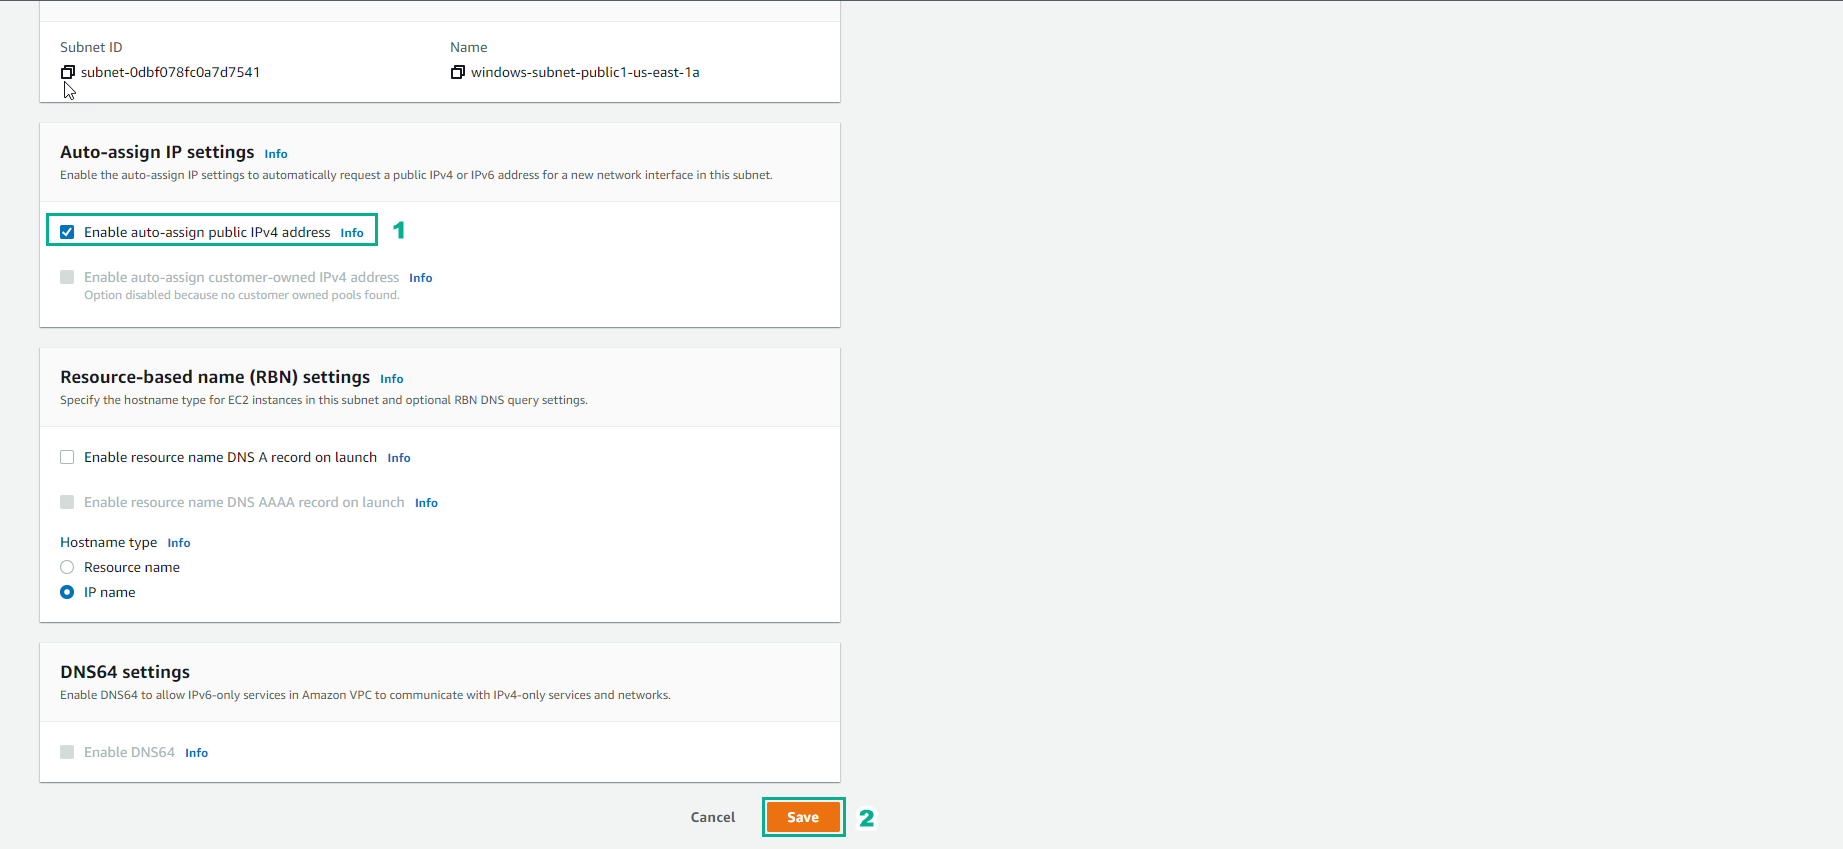 Subnet ID
subnet-0dbf078fc0a7d7541
Name
windows-subnet-public1-us-east-1a
Auto-assign IP settings Info
Enable the auto-assign IP settings to automatically request a public IPv4 or IPv6 address for a new network interface in this subnet.
Enable auto-assign public IPv4 address Info
1
Enable auto-assign customer-owned IPv4 address Info
Option disabled because no customer owned pools found.
Resource-based name (RBN) settings Info
Specify the hostname type for EC2 instances in this subnet and optional RBN DNS query settings.
Enable resource name DNS A record on launch Info
Enable resource name DNS AAAA record on launch Info
Hostname type Info
Resource name
IP name
DNS64 settings
Enable DNS64 to allow IPv6-only services in Amazon VPC to communicate with IPv4-only services and networks.
Enable DNS64 Info
Cancel
Save
2